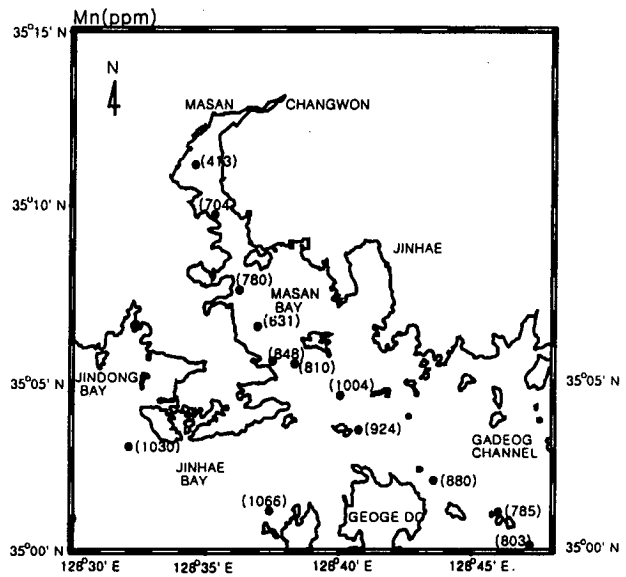 Mn(ppm)
35°15' N
N
MASAN
CHANGWON
(413)
35°10' N
(704)
JINHAE
(780)
MASAN
BAY
(631)
(848)
(810)
35°05' N
35°05' N
JINDONG
BAY
(1004)
(924)
GADEOG
CHANNEL
(1030)
JINHAE
BAY
(880)
(1066)
GEOGE DO
(785)
(803)
35°00' N
35°00' N
128°30' E
128°35' E
128°40' E
128°45' E.